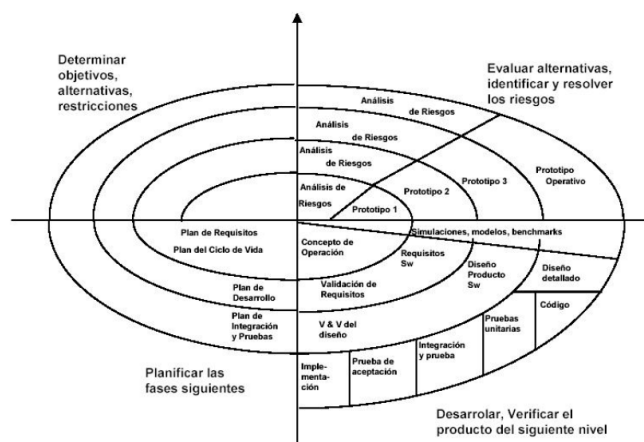 Determinar
objetivos,
alternativas,
restricciones
Evaluar alternativas,
identificar y resolver
los riesgos
Análisis
de Riesgos
Análisis
de Riesgos
Análisis
de Riesgos
Análisis de
Riesgos
Prototipo 1
Prototipo 2
Prototipo 3
Prototipo
Operativo
Simulaciones, modelos, benchmarks
Plan de Requisitos
Plan del Ciclo de Vida
Concepto de
Operación
Requisitos
Sw
Diseño
Producto
Sw
Diseño
detallado
Plan de
Desarrollo
Validación de
Requisitos
Código
Plan de
Integración
y Pruebas
V & V del
diseño
Pruebas
unitarias
Integración
y prueba
Prueba de
aceptación
Imple-
menta-
ción
Planificar las
fases siguientes
Desarrolar, Verificar el
producto del siguiente nivel